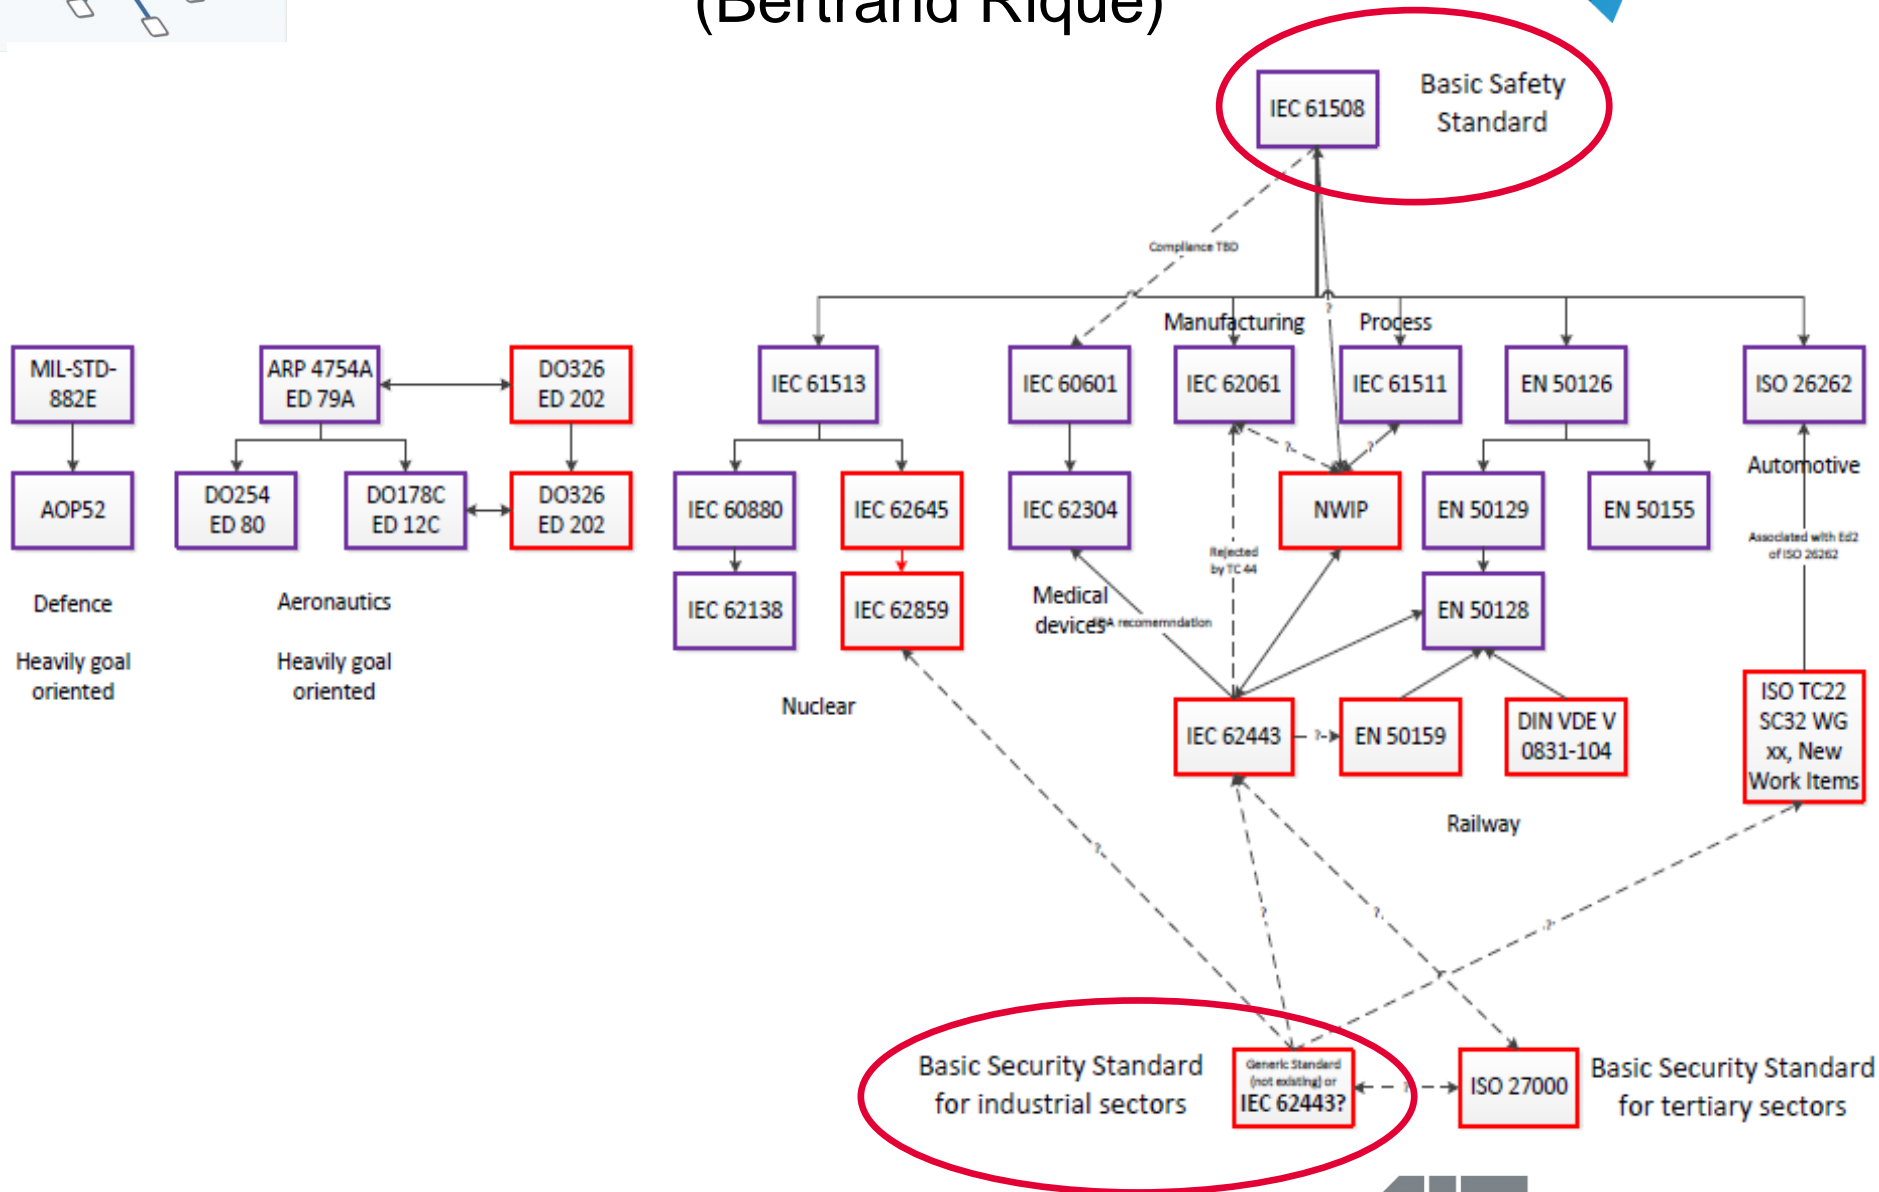 (Bertrand Rique)
IEC 61508
Basic Safety
Standard
Compliance TBD
?
Manufacturing
Process
MIL-STD-
882E
ARP 4754A
ED 79A
DO326
ED 202
IEC 61513
IEC 60601
IEC 62061
IEC 61511
EN 50126
ISO 26262
?
?
Automotive
AOP52
DO254
ED 80
DO178C
ED 12C
DO326
ED 202
IEC 60880
IEC 62645
IEC 62304
NWIP
EN 50129
EN 50155
Rejected
by TC 44
Associated with Ed2
of ISO 26262
Defence
Aeronautics
IEC 62138
IEC 62859
Medical
devices
recomemndation
EN 50128
Heavily goal
oriented
Heavily goal
oriented
Nuclear
IEC 62443
?
EN 50159
DIN VDE V
0831-104
ISO TC22
SC32 WG
xx, New
Work Items
Railway
?
?
?
?
Basic Security Standard
for industrial sectors
Generic Standard
(not existing) or
IEC 62443?
?
ISO 27000
Basic Security Standard
for tertiary sectors